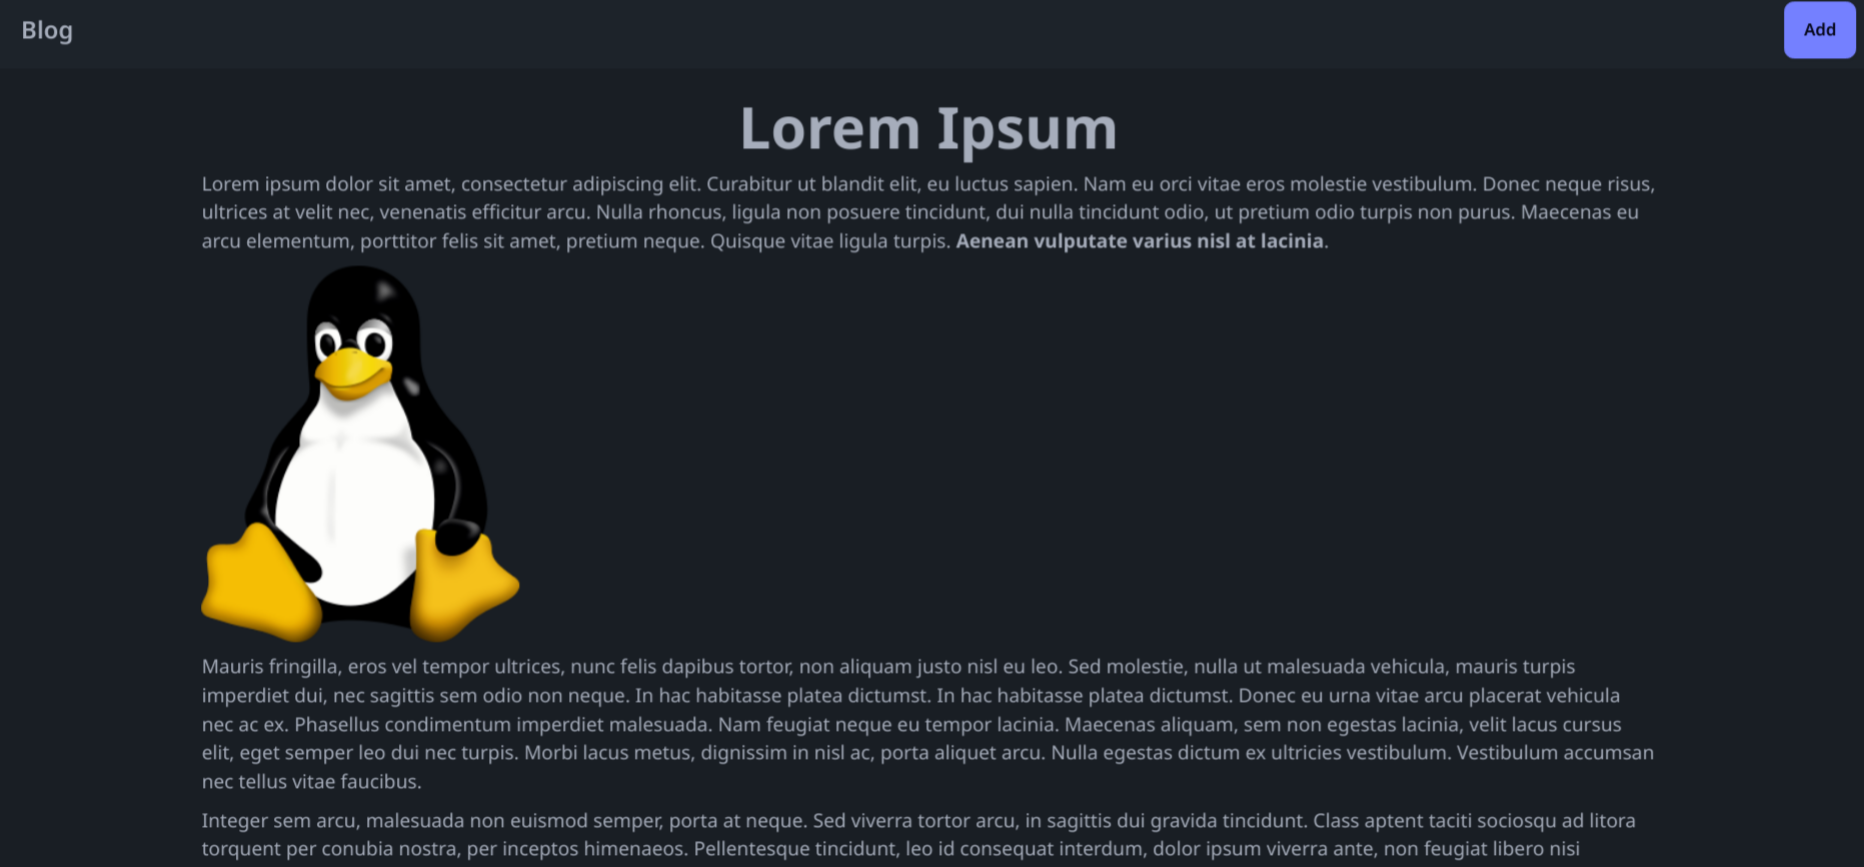 Blog
Add
Lorem Ipsum
Lorem ipsum dolor sit amet, consectetur adipiscing elit. Curabitur ut blandit elit, eu luctus sapien. Nam eu orci vitae eros molestie vestibulum. Donec neque risus,
ultrices at velit nec, venenatis efficitur arcu. Nulla rhoncus, ligula non posuere tincidunt, dui nulla tincidunt odio, ut pretium odio turpis non purus. Maecenas eu
arcu elementum, porttitor felis sit amet, pretium neque. Quisque vitae ligula turpis. Aenean vulputate varius nisl at lacinia.
Mauris fringilla, eros vel tempor ultrices, nunc felis dapibus tortor, non aliquam justo nisl eu leo. Sed molestie, nulla ut malesuada vehicula, mauris turpis
imperdiet dui, nec sagittis sem odio non neque. In hac habitasse platea dictumst. In hac habitasse platea dictumst. Donec eu urna vitae arcu placerat vehicula
nec ac ex. Phasellus condimentum imperdiet malesuada. Nam feugiat neque eu tempor lacinia. Maecenas aliquam, sem non egestas lacinia, velit lacus cursus
elit, eget semper leo dui nec turpis. Morbi lacus metus, dignissim in nisl ac, porta aliquet arcu. Nulla egestas dictum ex ultricies vestibulum. Vestibulum accumsan
nec tellus vitae faucibus.
Integer sem arcu, malesuada non euismod semper, porta at neque. Sed viverra tortor arcu, in sagittis dui gravida tincidunt. Class aptent taciti sociosqu ad litora
torquent per conubia nostra, per inceptos himenaeos. Pellentesque tincidunt, leo id consequat interdum, dolor ipsum viverra ante, non feugiat libero nisi